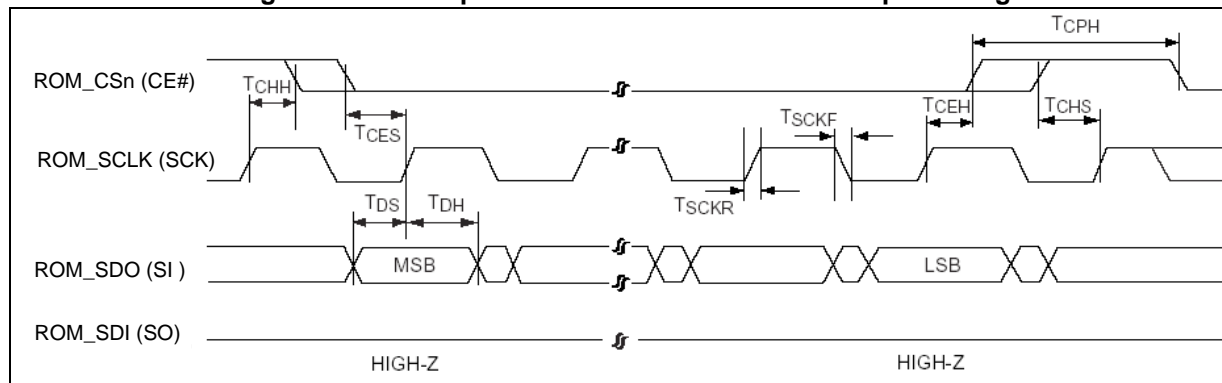 TCPH
ROM_CSn (CE#)
TCHH
TCES
TSCKF
TCEH
TCHS
ROM_SCLK (SCK)
TDS
TDH
TSCKR
ROM_SDO (SI )
MSB
LSB
ROM_SDI (SO)
HIGH-Z
HIGH-Z